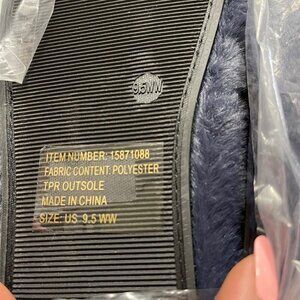 9.5WW
ITEM NUMBER: 15871088
FABRIC CONTENT: POLYESTER
TPR OUTSOLE
MADE IN CHINA
SIZE: US 9.5 WW